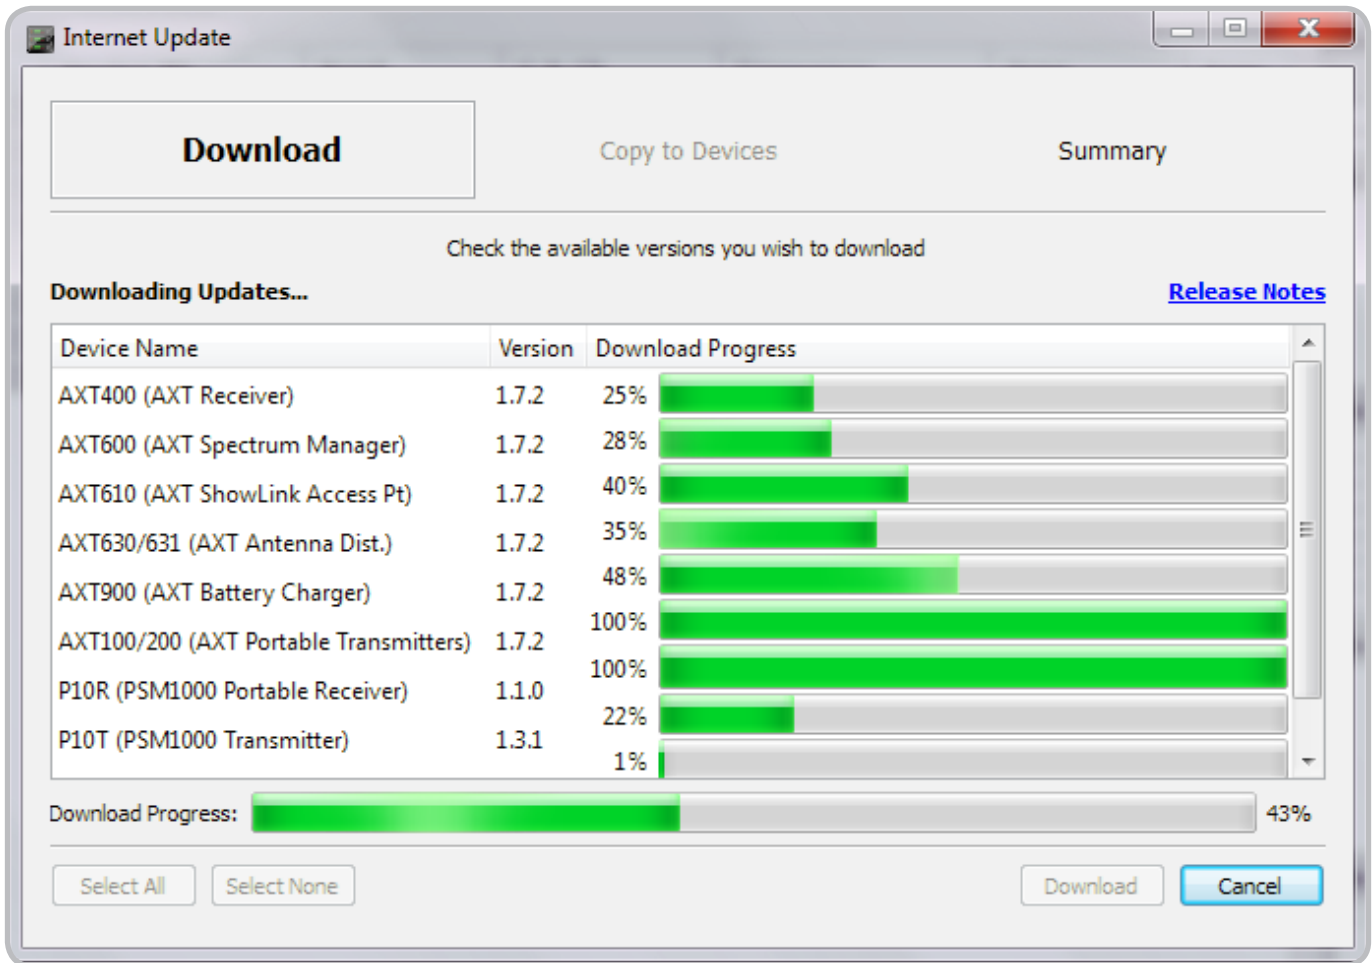 Internet Update
Download Copy to Devices Summary
Check the available versions you wish to download
Downloading Updates... Release Notes
Device Name Version Download Progress
AXT400 (AXT Receiver) 1.7.2 25%
AXT600 (AXT Spectrum Manager) 1.7.2 28%
AXT610 (AXT ShowLink Access Pt) 1.7.2 40%
AXT630/631 (AXT Antenna Dist.) 1.7.2 35%
AXT900 (AXT Battery Charger) 1.7.2 48%
AXT100/200 (AXT Portable Transmitters) 1.7.2 100%
P10R (PSM1000 Portable Receiver) 1.1.0 100%
P10T (PSM1000 Transmitter) 1.3.1 22%
1%
Download Progress: 43%
Select All Select None Download Cancel